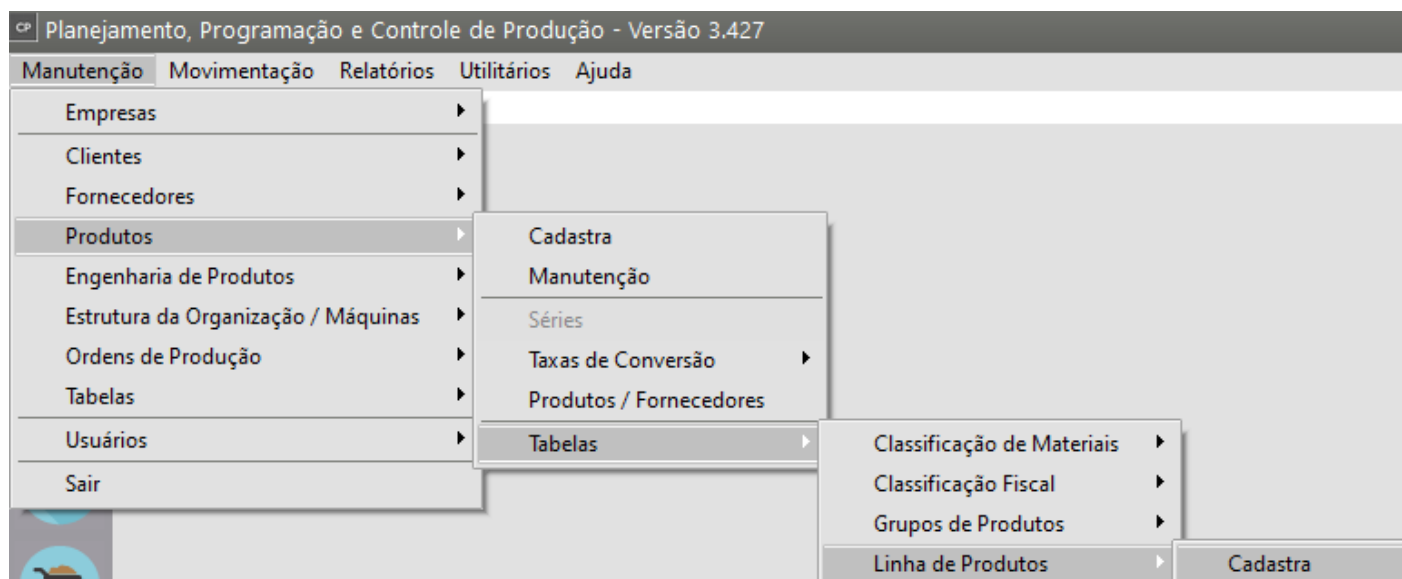 CP Planejamento, Programação e Controle de Produção - Versão 3.427
Manutenção Movimentação Relatórios Utilitários Ajuda
Empresas
Clientes
Fornecedores
Produtos
Engenharia de Produtos
Estrutura da Organização / Máquinas
Ordens de Produção
Tabelas
Usuários
Sair
Cadastra
Manutenção
Séries
Taxas de Conversão
Produtos / Fornecedores
Tabelas
Classificação de Materiais
Classificação Fiscal
Grupos de Produtos
Linha de Produtos
Cadastra